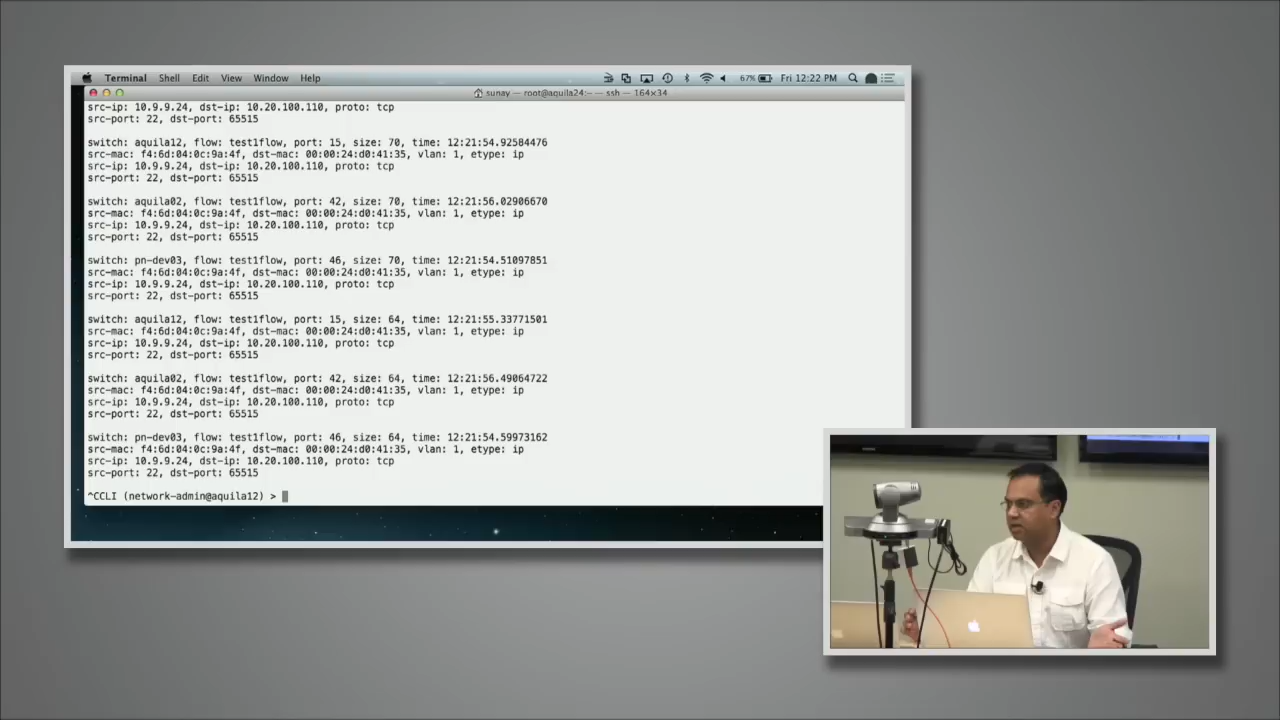 Terminal Shell Edit View Window Help 67% Fri 12:22 PM
sunay — root@aquila24:~ — ssh — 164×34
src-ip: 10.9.9.24, dst-ip: 10.20.100.110, proto: tcp
src-port: 22, dst-port: 65515
switch: aquila12, flow: test1flow, port: 15, size: 70, time: 12:21:54.92584476
src-mac: f4:6d:04:0c:9a:4f, dst-mac: 00:00:24:d0:41:35, vlan: 1, etype: ip
src-ip: 10.9.9.24, dst-ip: 10.20.100.110, proto: tcp
src-port: 22, dst-port: 65515
switch: aquila02, flow: test1flow, port: 42, size: 70, time: 12:21:56.02906670
src-mac: f4:6d:04:0c:9a:4f, dst-mac: 00:00:24:d0:41:35, vlan: 1, etype: ip
src-ip: 10.9.9.24, dst-ip: 10.20.100.110, proto: tcp
src-port: 22, dst-port: 65515
switch: pn-dev03, flow: test1flow, port: 46, size: 70, time: 12:21:54.51097851
src-mac: f4:6d:04:0c:9a:4f, dst-mac: 00:00:24:d0:41:35, vlan: 1, etype: ip
src-ip: 10.9.9.24, dst-ip: 10.20.100.110, proto: tcp
src-port: 22, dst-port: 65515
switch: aquila12, flow: test1flow, port: 15, size: 64, time: 12:21:55.33771501
src-mac: f4:6d:04:0c:9a:4f, dst-mac: 00:00:24:d0:41:35, vlan: 1, etype: ip
src-ip: 10.9.9.24, dst-ip: 10.20.100.110, proto: tcp
src-port: 22, dst-port: 65515
switch: aquila02, flow: test1flow, port: 42, size: 64, time: 12:21:56.49064722
src-mac: f4:6d:04:0c:9a:4f, dst-mac: 00:00:24:d0:41:35, vlan: 1, etype: ip
src-ip: 10.9.9.24, dst-ip: 10.20.100.110, proto: tcp
src-port: 22, dst-port: 65515
switch: pn-dev03, flow: test1flow, port: 46, size: 64, time: 12:21:54.59973162
src-mac: f4:6d:04:0c:9a:4f, dst-mac: 00:00:24:d0:41:35, vlan: 1, etype: ip
src-ip: 10.9.9.24, dst-ip: 10.20.100.110, proto: tcp
src-port: 22, dst-port: 65515
^CCLI (network-admin@aquila12) >